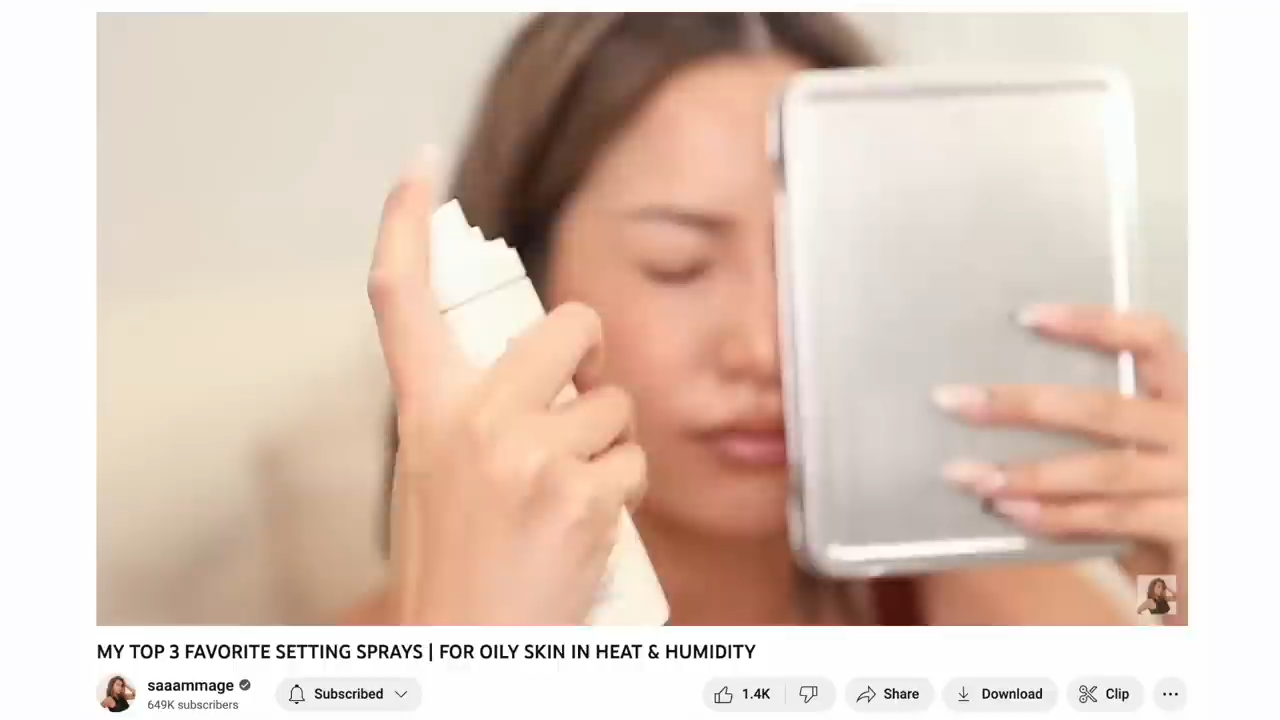 MY TOP 3 FAVORITE SETTING SPRAYS | FOR OILY SKIN IN HEAT & HUMIDITY
saaammage
649K subscribers
Subscribed
1.4K
Share
Download
Clip